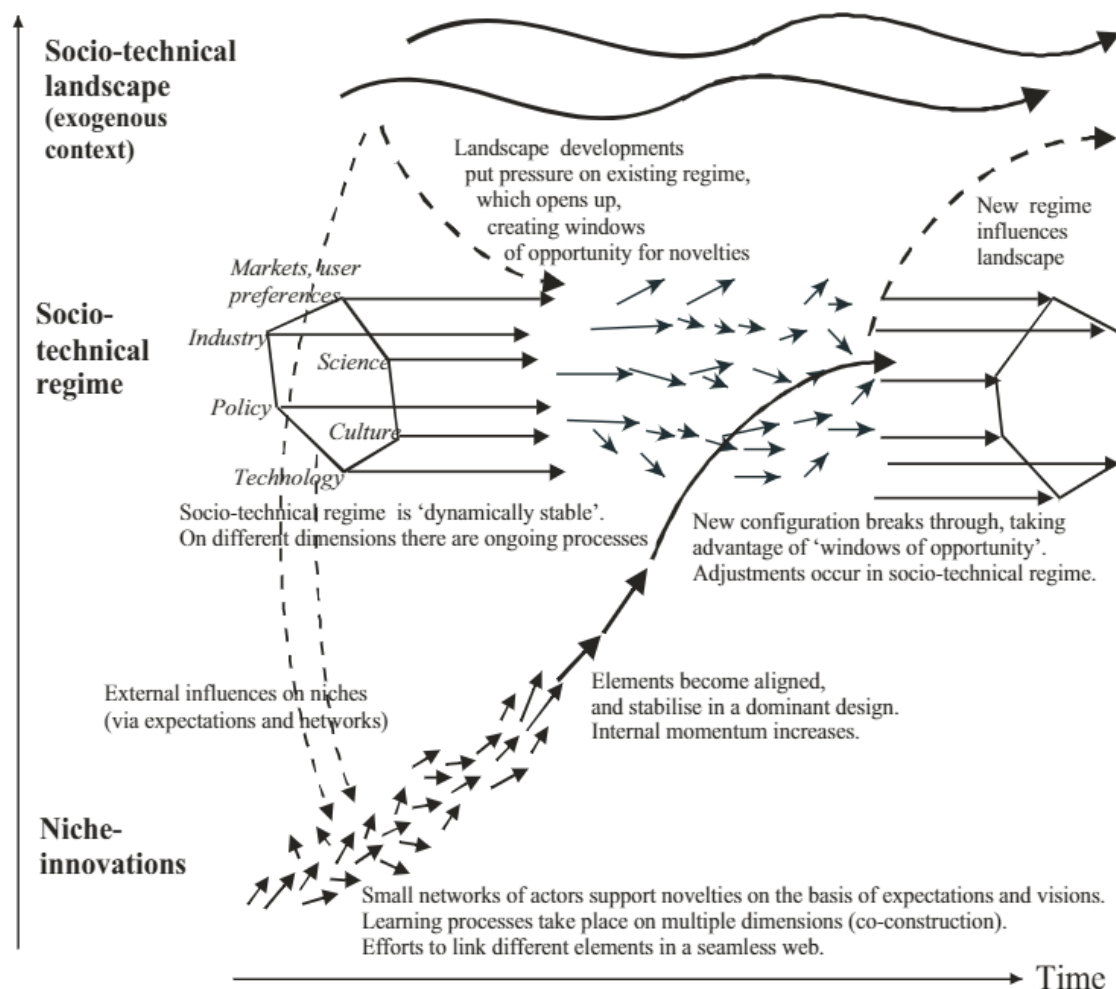 Socio-technical
landscape
(exogenous
context)
Landscape developments
put pressure on existing regime,
which opens up,
creating windows
of opportunity for novelties
New regime
influences
landscape
Markets, user
preferences
Industry
Science
Policy
Culture
Technology
Socio-
technical
regime
Socio-technical regime is ‘dynamically stable’.
On different dimensions there are ongoing processes
New configuration breaks through, taking
advantage of ‘windows of opportunity’.
Adjustments occur in socio-technical regime.
External influences on niches
(via expectations and networks)
Elements become aligned,
and stabilise in a dominant design.
Internal momentum increases.
Niche-
innovations
Small networks of actors support novelties on the basis of expectations and visions.
Learning processes take place on multiple dimensions (co-construction).
Efforts to link different elements in a seamless web.
Time